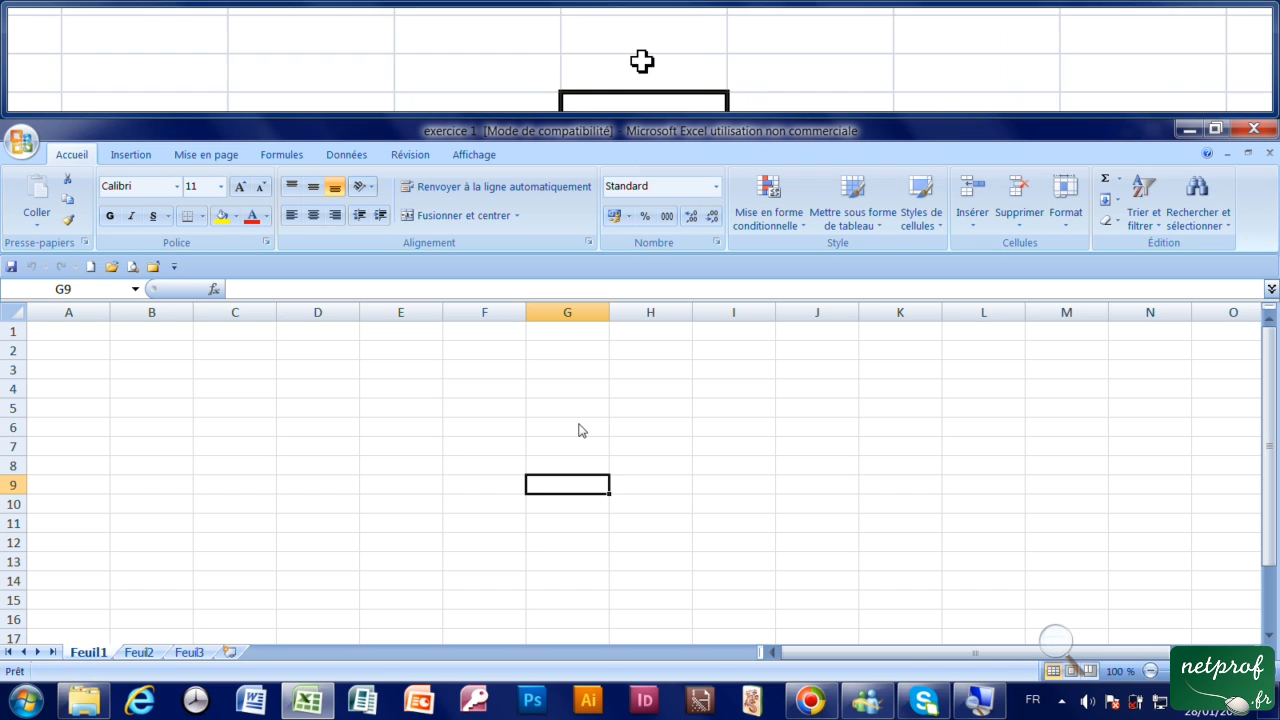 exercice 1 [Mode de compatibilité] - Microsoft Excel utilisation non commerciale
Accueil Insertion Mise en page Formules Données Révision Affichage
Coller
Calibri 11
Renvoyer à la ligne automatiquement
Standard
G I S A
Fusionner et centrer
% 000
Mise en forme conditionnelle
Mettre sous forme de tableau
Styles de cellules
Insérer Supprimer Format
Σ
Trier et filtrer
Rechercher et sélectionner
Presse-papiers Police Alignement Nombre Style Cellules Édition
G9 fx
A B C D E F G H I J K L M N O
1
2
3
4
5
6
7
8
9
10
11
12
13
14
15
16
17
Feuil1 Feuil2 Feuil3
Prêt 100 %
netprof
.fr
Ps Ai ID FR